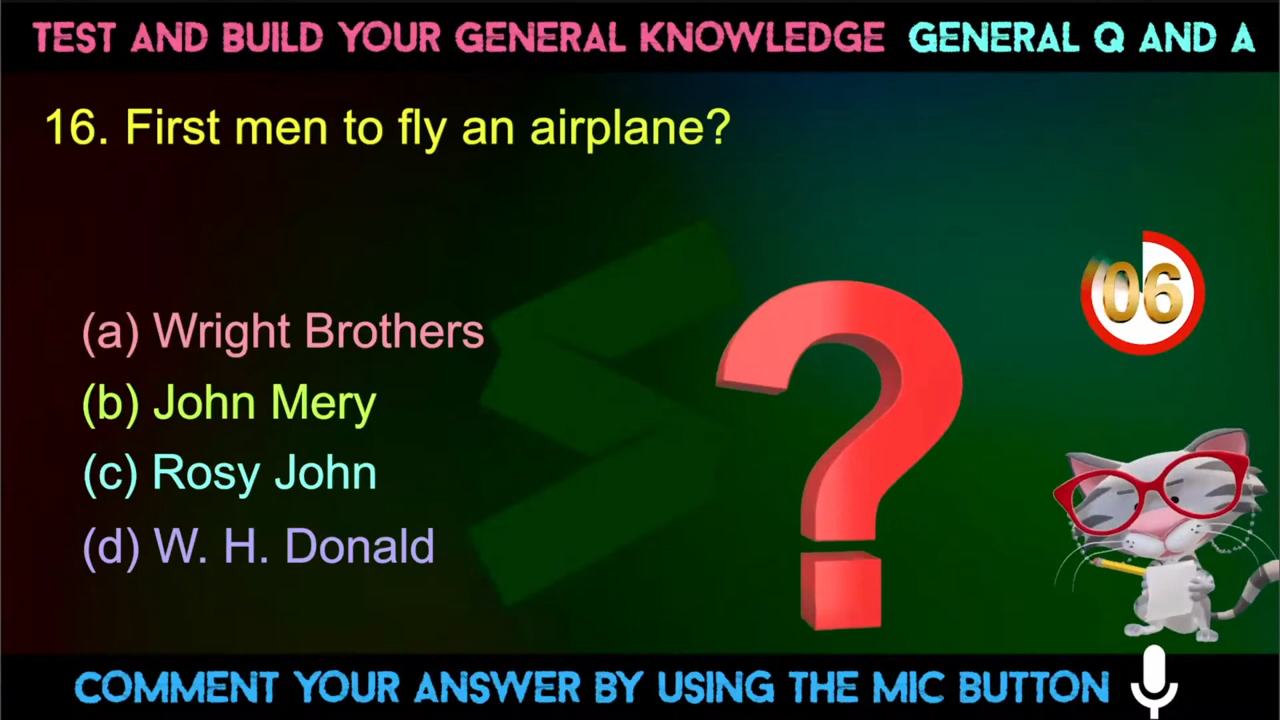 TEST AND BUILD YOUR GENERAL KNOWLEDGE GENERAL Q AND A
16. First men to fly an airplane?
06
(a) Wright Brothers
(b) John Mery
(c) Rosy John
(d) W. H. Donald
COMMENT YOUR ANSWER BY USING THE MIC BUTTON